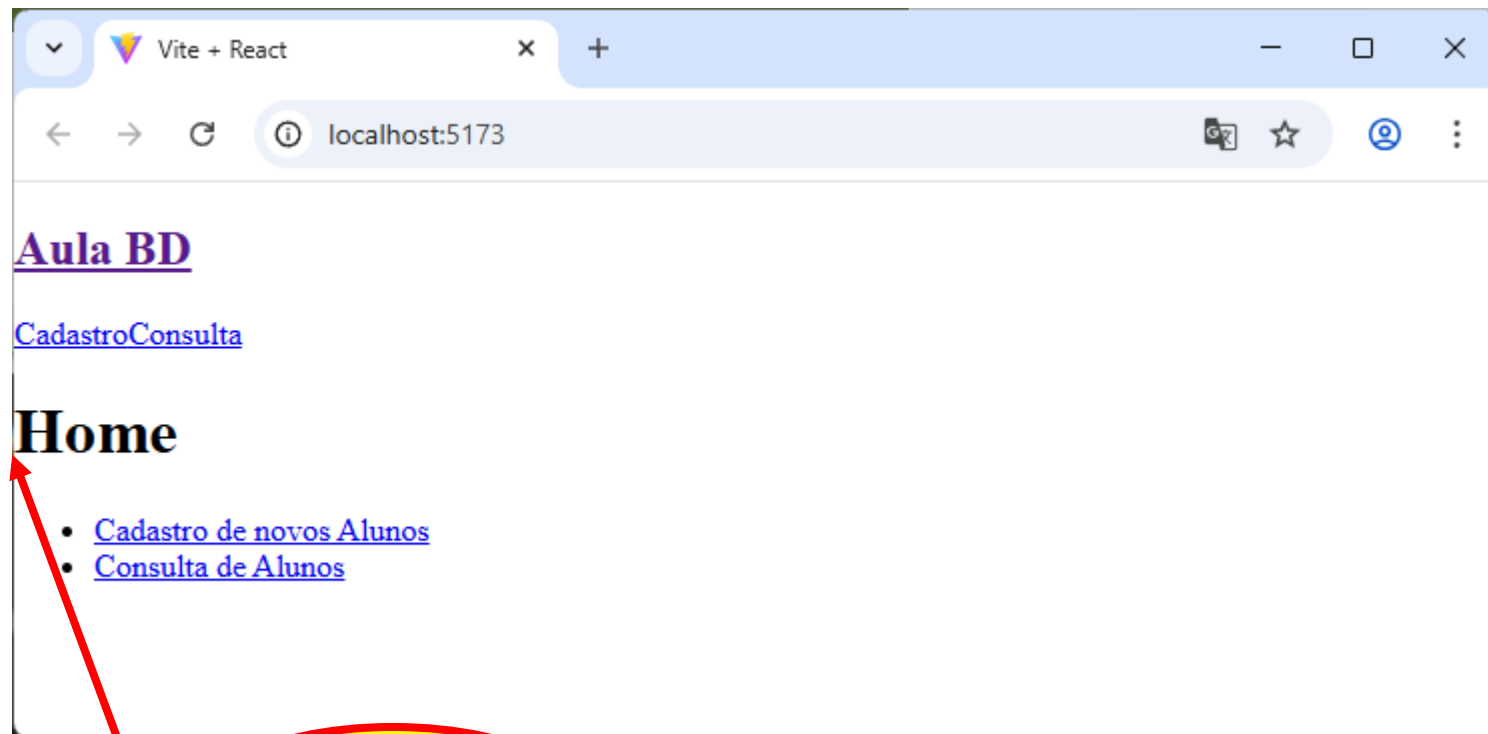 Vite + React
localhost:5173
Aula BD
CadastroConsulta
Home
Cadastro de novos Alunos
Consulta de Alunos